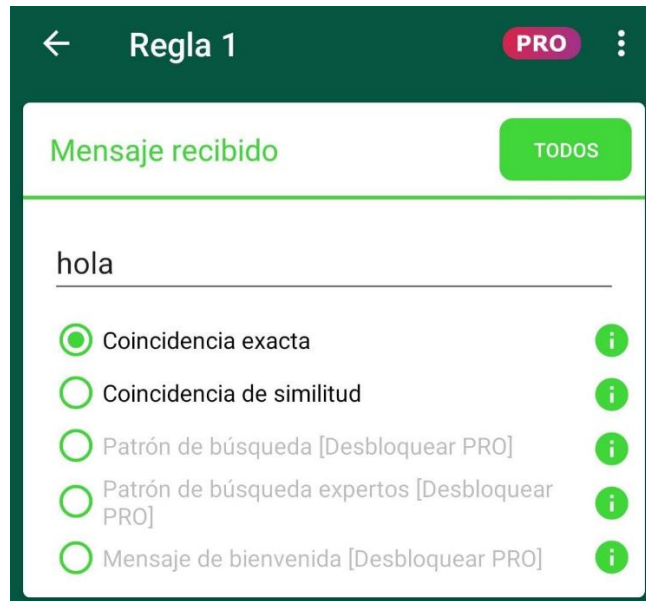 Regla 1 PRO
Mensaje recibido TODOS
hola
Coincidencia exacta
Coincidencia de similitud
Patrón de búsqueda [Desbloquear PRO]
Patrón de búsqueda expertos [Desbloquear
PRO]
Mensaje de bienvenida [Desbloquear PRO]